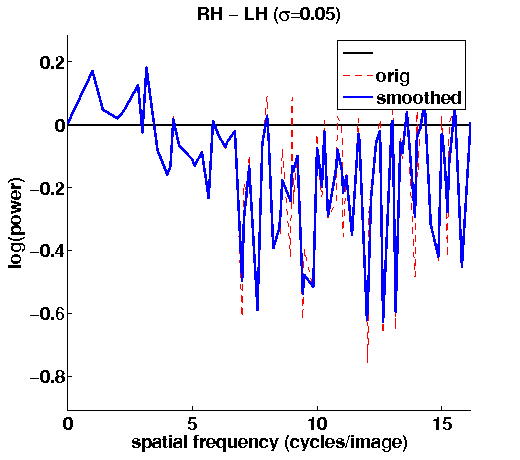 RH − LH (σ=0.05)
orig
smoothed
0.2
0
−0.2
−0.4
−0.6
−0.8
log(power)
0 5 10 15
spatial frequency (cycles/image)